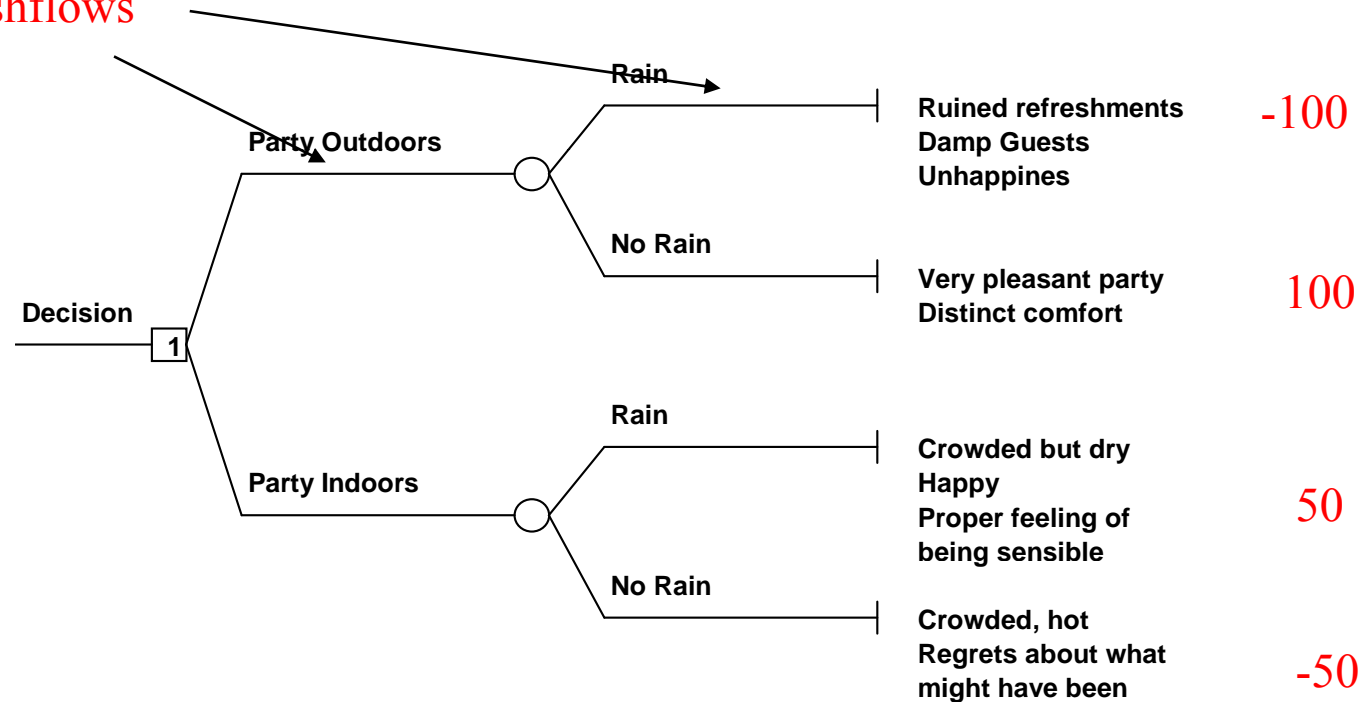 shflows
Rain
Ruined refreshments -100
Damp Guests
Unhappines
Party Outdoors
No Rain
Very pleasant party 100
Distinct comfort
Decision
1
Rain
Crowded but dry
Happy
Proper feeling of 50
being sensible
Party Indoors
No Rain
Crowded, hot
Regrets about what
might have been -50